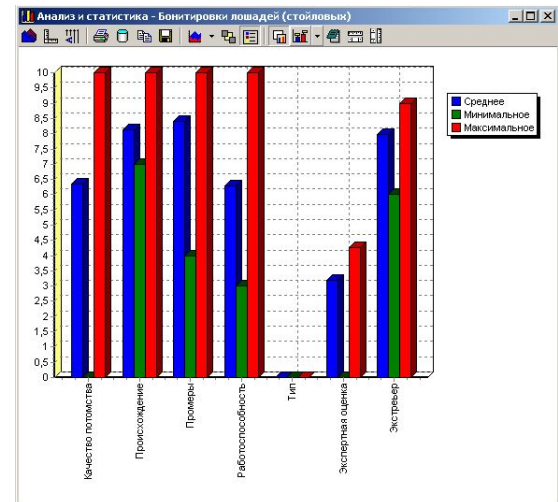 Анализ и статистика - Бонитировки лошадей (стойловых)
10
9,5
9
8,5
8
7,5
7
6,5
6
5,5
5
4,5
4
3,5
3
2,5
2
1,5
1
0,5
0
Среднее
Минимальное
Максимальное
Качество потомства
Происхождение
Промеры
Работоспособность
Тип
Экспертная оценка
Экстреьер